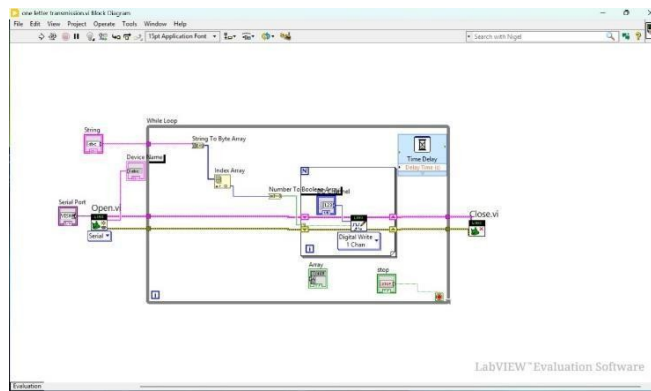 one letter transmission.vi Block Diagram
File Edit View Project Operate Tools Window Help
15pt Application Font
Search with Nigel
While Loop
String
abc
String To Byte Array
Device Name
Index Array
Time Delay
Delay Time (s)
N
Number To Boolean Array
Serial Port
Open.vi
Close.vi
LINX
Serial
Digital Write
1 Chan
i
Array
stop
i
LabVIEW™ Evaluation Software
Evaluation